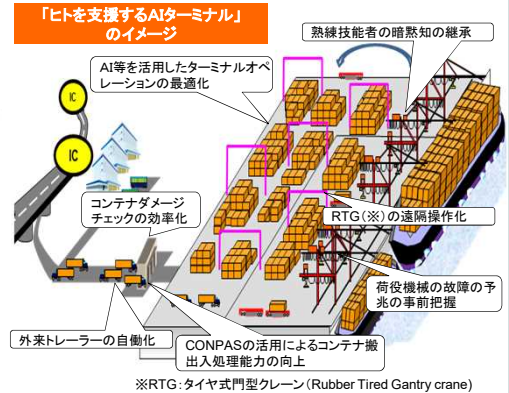 「ヒトを支援するAIターミナル」
のイメージ
熟練技能者の暗黙知の継承
AI等を活用したターミナルオペ
レーションの最適化
IC
IC
コンテナダメージ
チェックの効率化
RTG(※)の遠隔操作化
荷役機械の故障の予
兆の事前把握
外来トレーラーの自働化
CONPASの活用によるコンテナ搬
出入処理能力の向上
※RTG:タイヤ式門型クレーン(Rubber Tired Gantry crane)